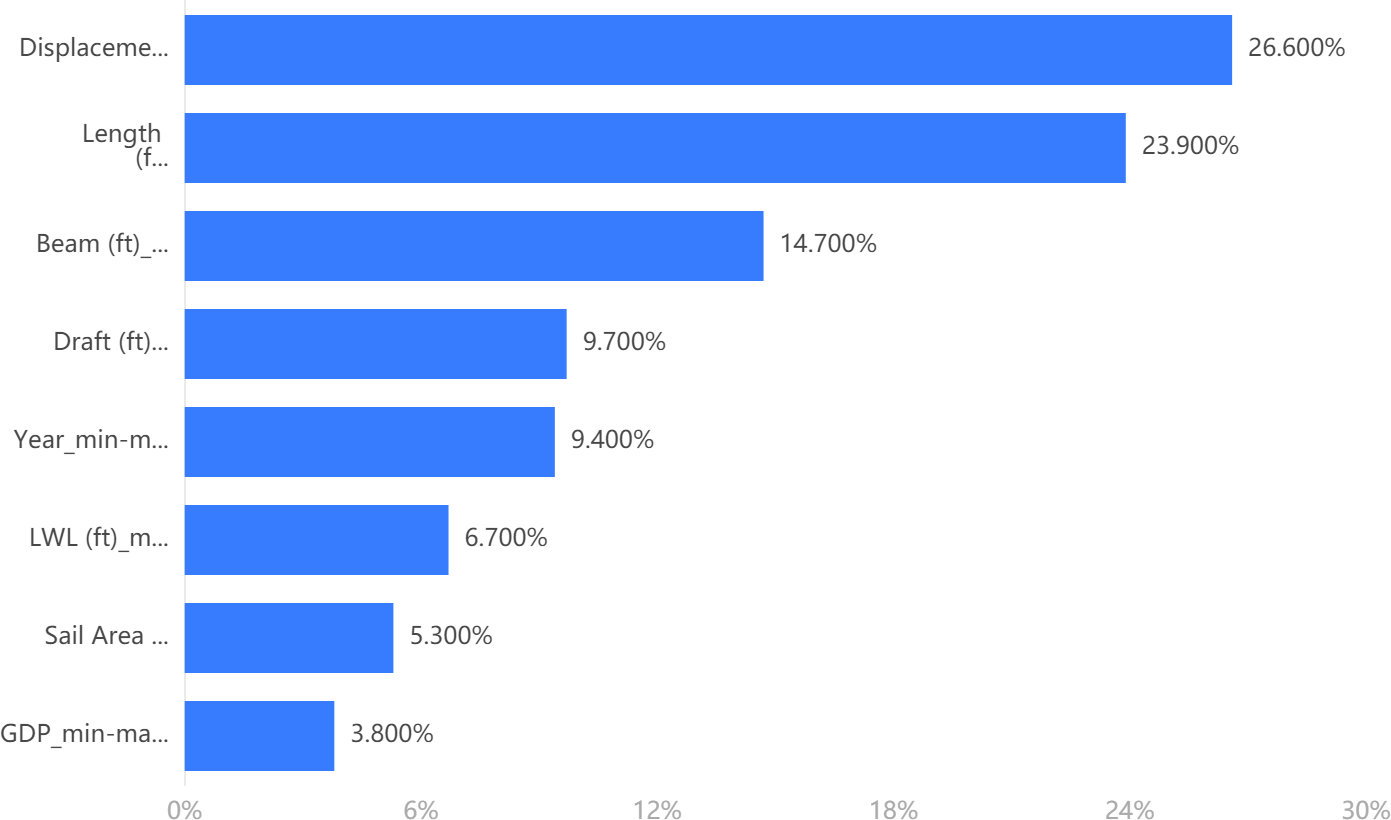 Displaceme...
26.600%
Length
(f...
23.900%
Beam (ft)_...
14.700%
Draft (ft)...
9.700%
Year_min-m...
9.400%
LWL (ft)_m...
6.700%
Sail Area ...
5.300%
GDP_min-ma...
3.800%
0%
6%
12%
18%
24%
30%